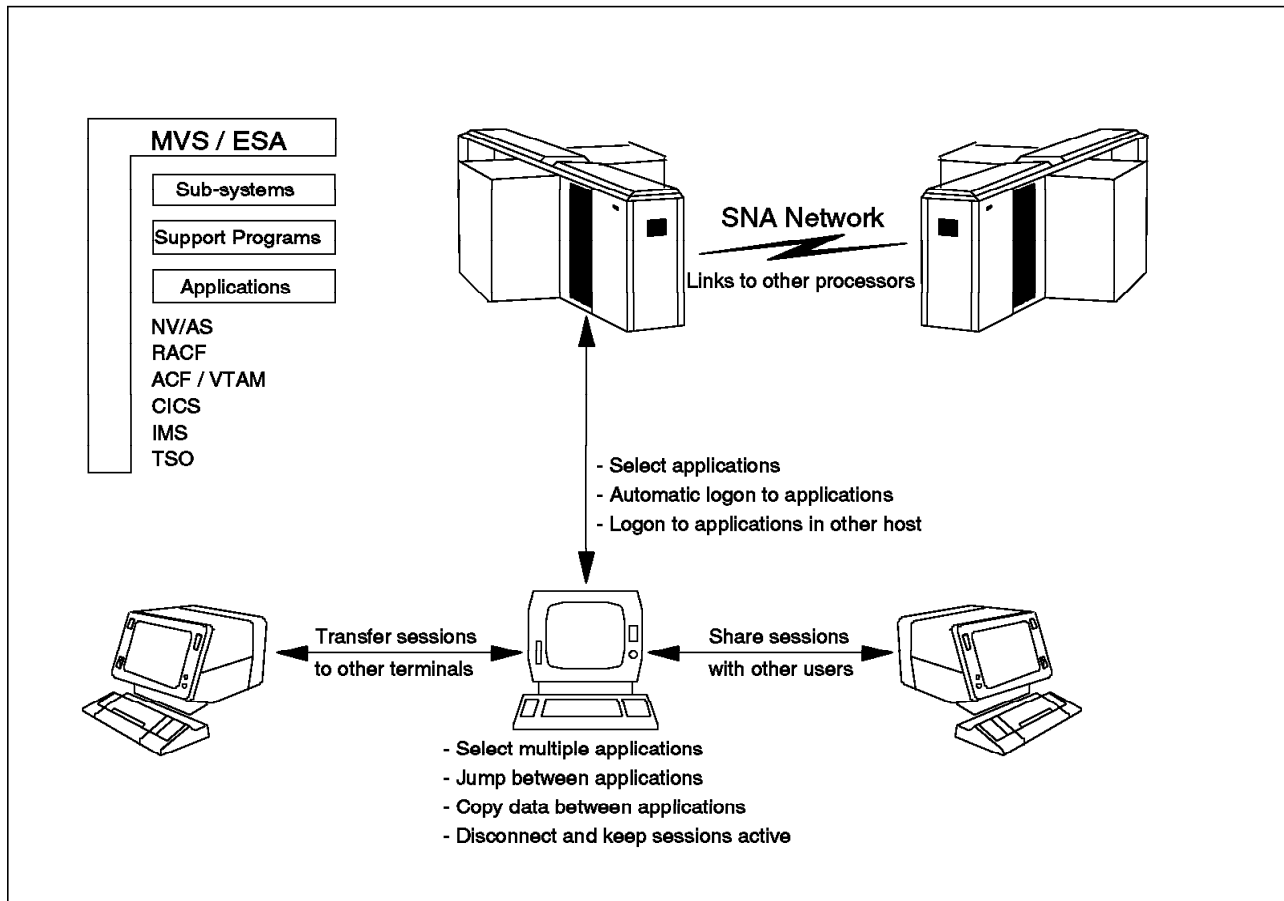 MVS / ESA
Sub-systems
Support Programs
Applications
NV/AS
RACF
ACF / VTAM
CICS
IMS
TSO
SNA Network
Links to other processors
- Select applications
- Automatic logon to applications
- Logon to applications in other host
Transfer sessions
to other terminals
Share sessions
with other users
- Select multiple applications
- Jump between applications
- Copy data between applications
- Disconnect and keep sessions active